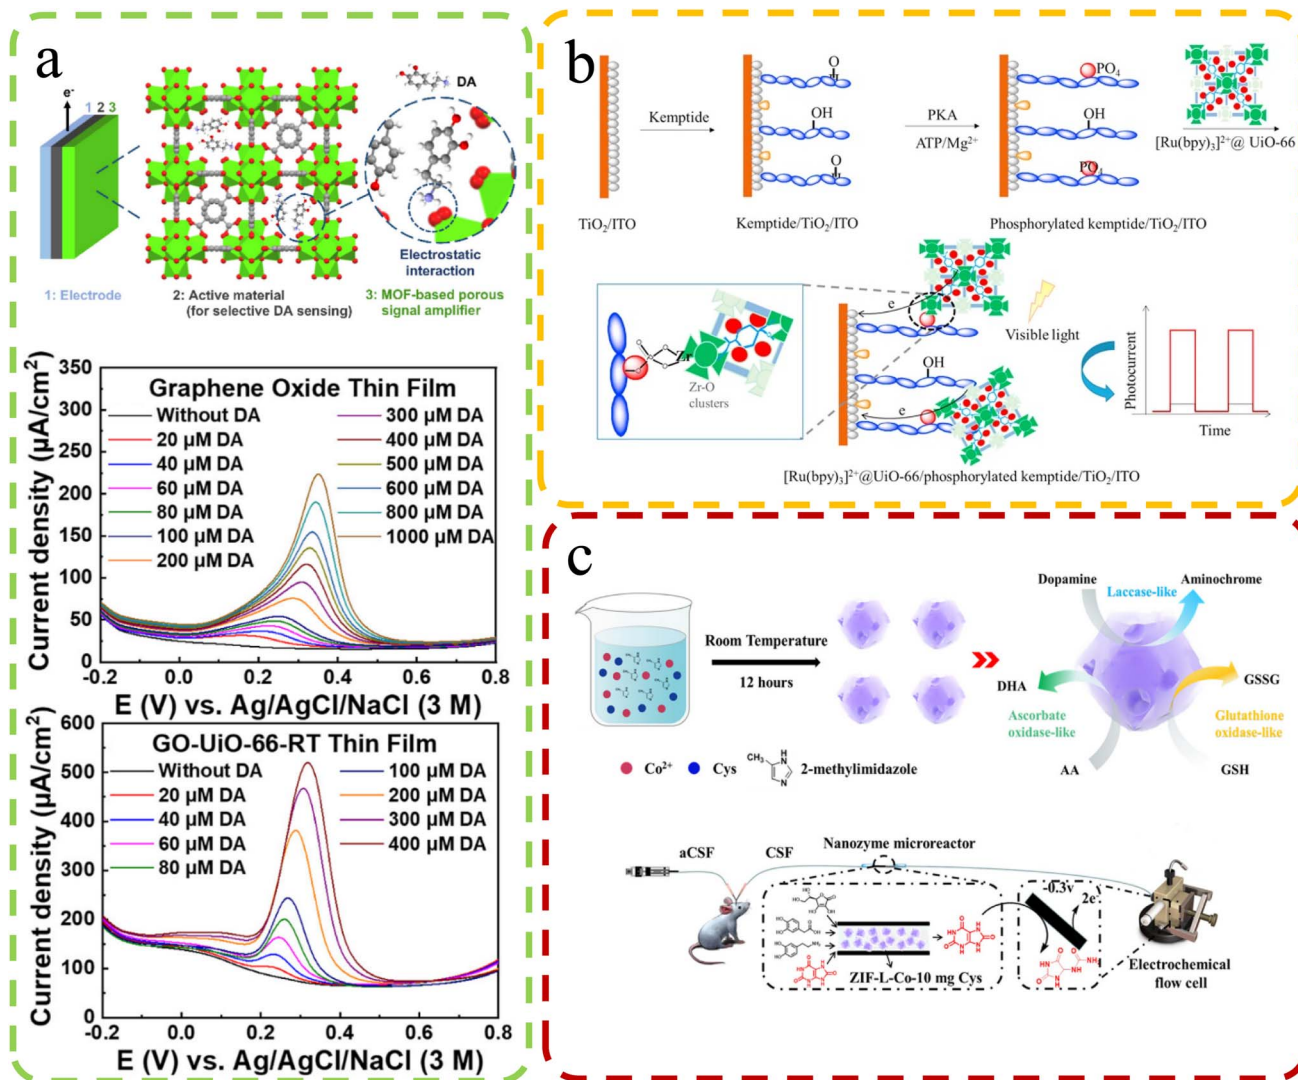 a
DA
e-
1 2 3
Electrostatic
interaction
1: Electrode
2: Active material
(for selective DA sensing)
3: MOF-based porous
signal amplifier
Graphene Oxide Thin Film
Without DA
20 μM DA
40 μM DA
60 μM DA
80 μM DA
100 μM DA
200 μM DA
300 μM DA
400 μM DA
500 μM DA
600 μM DA
800 μM DA
1000 μM DA
Current density (μA/cm²)
350
300
250
200
150
100
50
0
-0.2 0.0 0.2 0.4 0.6 0.8
E (V) vs. Ag/AgCl/NaCl (3 M)
GO-UiO-66-RT Thin Film
Without DA
20 μM DA
40 μM DA
60 μM DA
80 μM DA
100 μM DA
200 μM DA
300 μM DA
400 μM DA
Current density (μA/cm²)
600
500
400
300
200
100
0
-0.2 0.0 0.2 0.4 0.6 0.8
E (V) vs. Ag/AgCl/NaCl (3 M)
b
Kemptide
O
OH
O
PKA
ATP/Mg²⁺
PO₄
OH
PO₄
[Ru(bpy)₃]²⁺@ UiO-66
TiO₂/ITO
Kemptide/TiO₂/ITO
Phosphorylated kemptide/TiO₂/ITO
Zr
Zr-O
clusters
e
OH
e
Visible light
Photocurrent
Time
[Ru(bpy)₃]²⁺@UiO-66/phosphorylated kemptide/TiO₂/ITO
c
Room Temperature
12 hours
Co²⁺
Cys
CH₃
H
N
N
2-methylimidazole
Dopamine
Aminochrome
Laccase-like
DHA
GSSG
Ascorbate
oxidase-like
Glutathione
oxidase-like
AA
GSH
aCSF
CSF
Nanozyme microreactor
ZIF-L-Co-10 mg Cys
-0.3v
2e
Electrochemical
flow cell